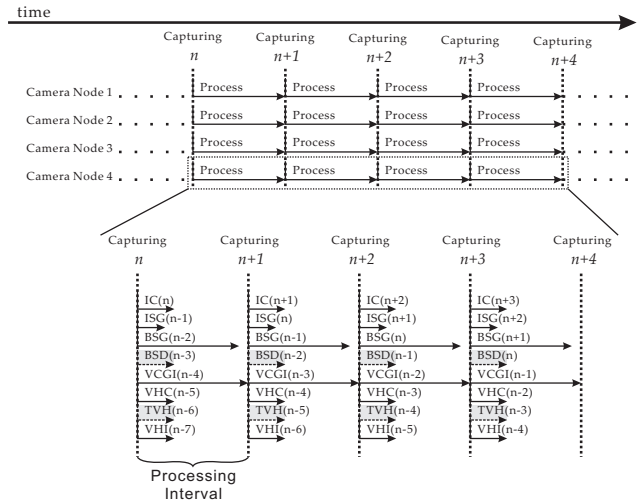 time
Capturing Capturing Capturing Capturing Capturing
n n+1 n+2 n+3 n+4
Camera Node 1 Process Process Process Process
Camera Node 2 Process Process Process Process
Camera Node 3 Process Process Process Process
Camera Node 4 Process Process Process Process
Capturing Capturing Capturing Capturing Capturing
n n+1 n+2 n+3 n+4
IC(n) IC(n+1) IC(n+2) IC(n+3)
ISG(n-1) ISG(n) ISG(n+1) ISG(n+2)
BSG(n-2) BSG(n-1) BSG(n) BSG(n+1)
BSD(n-3) BSD(n-2) BSD(n-1) BSD(n)
VCGI(n-4) VCGI(n-3) VCGI(n-2) VCGI(n-1)
VHC(n-5) VHC(n-4) VHC(n-3) VHC(n-2)
TVH(n-6) TVH(n-5) TVH(n-4) TVH(n-3)
VHI(n-7) VHI(n-6) VHI(n-5) VHI(n-4)
Processing
Interval